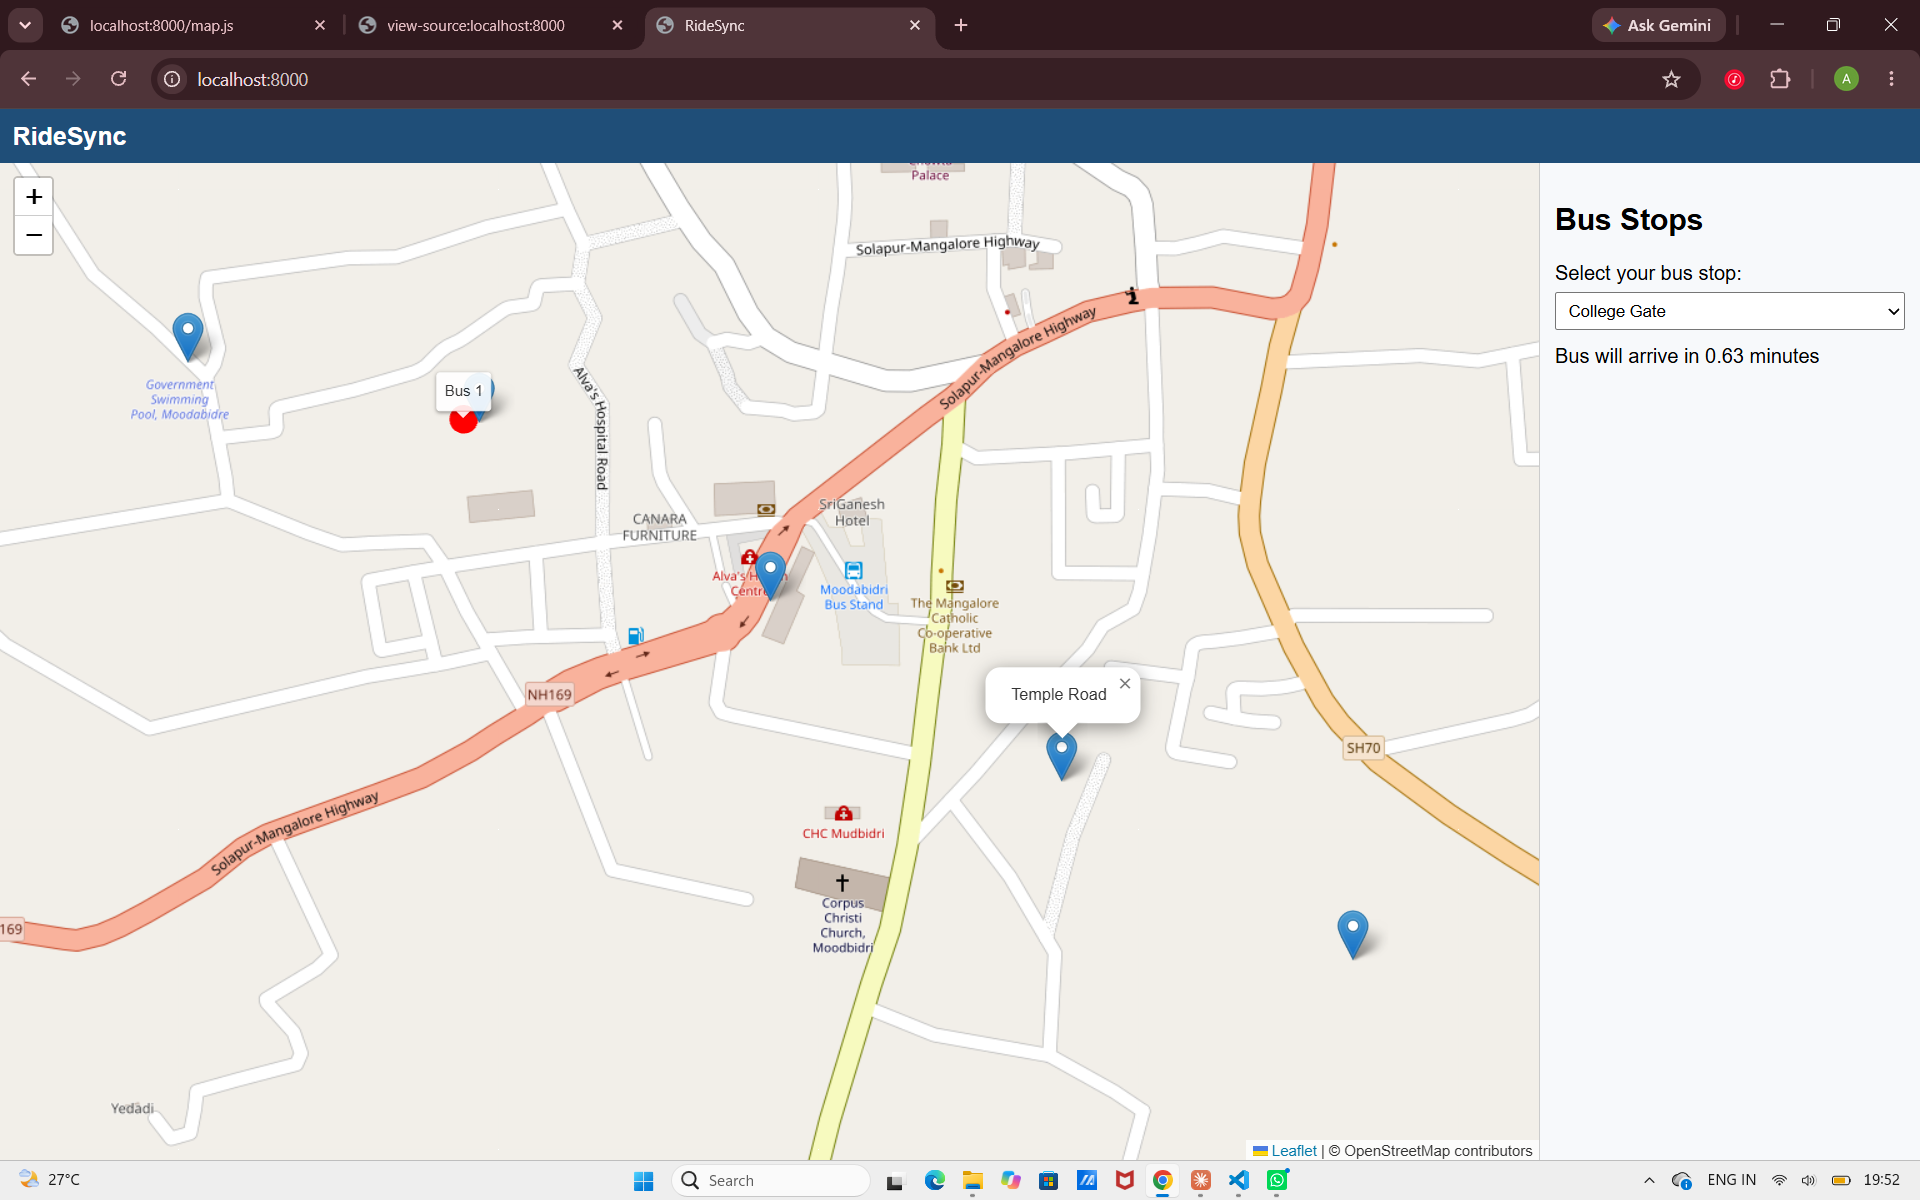 localhost:8000/map.js
view-source:localhost:8000
RideSync
Ask Gemini
localhost:8000
A
RideSync
+
−
Palace
Solapur-Mangalore Highway
Solapur-Mangalore Highway
Government
Swimming
Pool, Moodabidre
Bus 1
Alva's Hospital Road
CANARA
FURNITURE
SriGanesh
Hotel
Alva's H
Centre
Moodabidri
Bus Stand
The Mangalore
Catholic
Co-operative
Bank Ltd
NH169
Temple Road
×
SH70
Solapur-Mangalore Highway
CHC Mudbidri
Corpus
Christi
Church,
Moodbidri
169
Yedadi
Leaflet | © OpenStreetMap contributors
Bus Stops
Select your bus stop:
College Gate
Bus will arrive in 0.63 minutes
27°C
Search
ENG IN
19:52